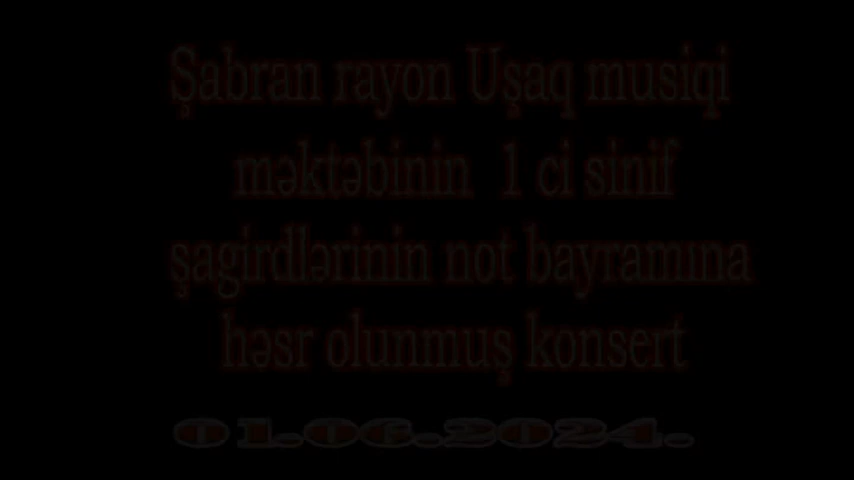 Şabran rayon Uşaq musiqi
məktəbinin 1 ci sinif
şagirdlərinin not bayramına
həsr olunmuş konsert
01.06.2024.